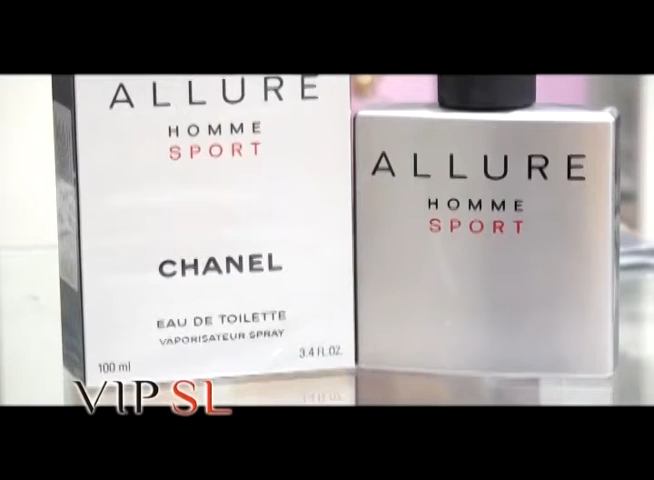 ALLURE
HOMME
SPORT
CHANEL
EAU DE TOILETTE
VAPORISATEUR SPRAY
100 ml
3.4 FL.OZ.
ALLURE
HOMME
SPORT
VIP SL